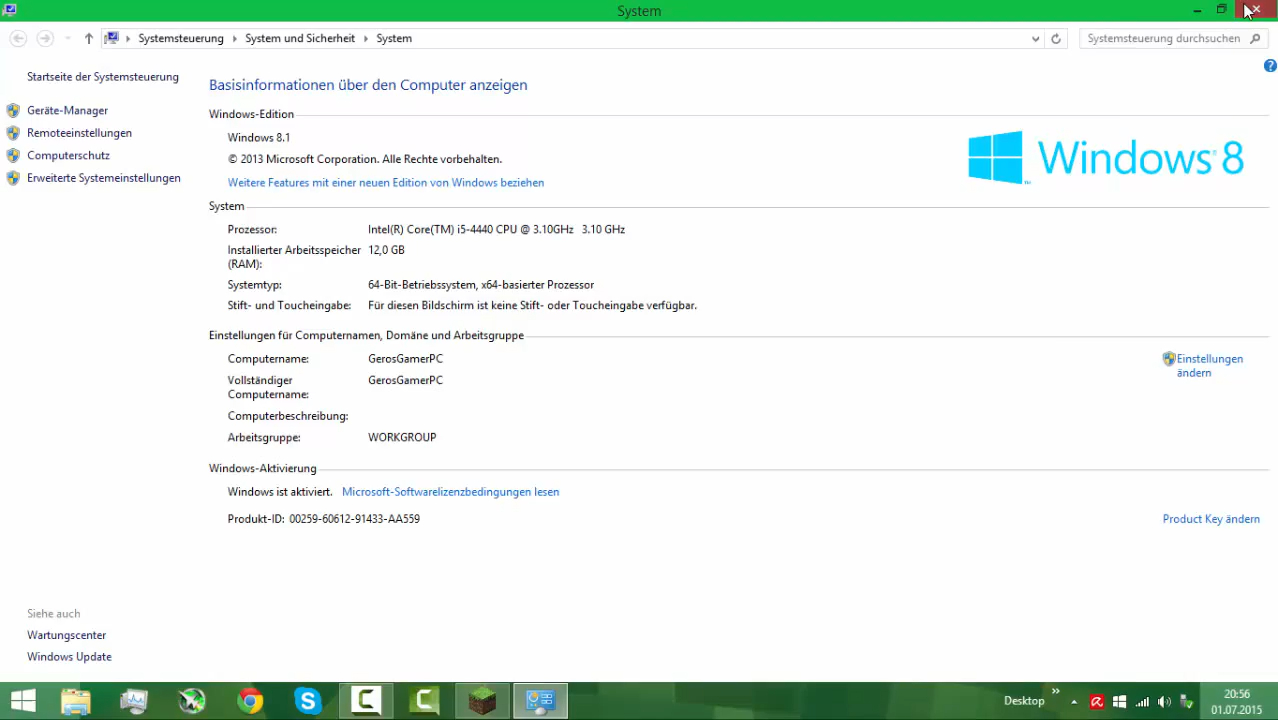 System
Systemsteuerung System und Sicherheit System
Systemsteuerung durchsuchen
Startseite der Systemsteuerung
Geräte-Manager
Remoteeinstellungen
Computerschutz
Erweiterte Systemeinstellungen
Basisinformationen über den Computer anzeigen
Windows-Edition
Windows 8.1
© 2013 Microsoft Corporation. Alle Rechte vorbehalten.
Weitere Features mit einer neuen Edition von Windows beziehen
Windows® 8
System
Prozessor: Intel(R) Core(TM) i5-4440 CPU @ 3.10GHz 3.10 GHz
Installierter Arbeitsspeicher 12,0 GB
(RAM):
Systemtyp: 64-Bit-Betriebssystem, x64-basierter Prozessor
Stift- und Toucheingabe: Für diesen Bildschirm ist keine Stift- oder Toucheingabe verfügbar.
Einstellungen für Computernamen, Domäne und Arbeitsgruppe
Computername: GerosGamerPC
Einstellungen
ändern
Vollständiger GerosGamerPC
Computername:
Computerbeschreibung:
Arbeitsgruppe: WORKGROUP
Windows-Aktivierung
Windows ist aktiviert. Microsoft-Softwarelizenzbedingungen lesen
Produkt-ID: 00259-60612-91433-AA559
Product Key ändern
Siehe auch
Wartungscenter
Windows Update
Desktop
20:56
01.07.2015